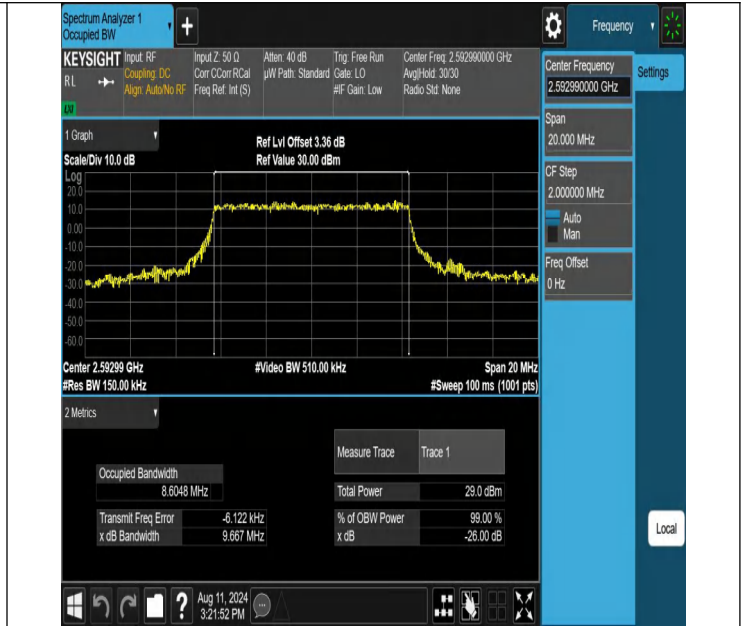 Spectrum Analyzer 1
Occupied BW
+
Frequency
KEYSIGHT
RL
LXI
Input: RF
Coupling: DC
Align: Auto/No RF
Input Z: 50 Ω
Corr CCorr RCal
Freq Ref: Int (S)
Atten: 40 dB
µW Path: Standard
Trig: Free Run
Gate: LO
#IF Gain: Low
Center Freq: 2.592990000 GHz
Avg|Hold: 30/30
Radio Std: None
Center Frequency
2.592990000 GHz
Settings
Span
20.000 MHz
CF Step
2.000000 MHz
Auto
Man
Freq Offset
0 Hz
1 Graph
Scale/Div 10.0 dB
Ref Lvl Offset 3.36 dB
Ref Value 30.00 dBm
Log
20.0
10.0
0.00
-10.0
-20.0
-30.0
-40.0
-50.0
-60.0
Center 2.59299 GHz
#Video BW 510.00 kHz
Span 20 MHz
#Res BW 150.00 kHz
#Sweep 100 ms (1001 pts)
2 Metrics
Measure Trace
Trace 1
Occupied Bandwidth
8.6048 MHz
Total Power
29.0 dBm
Transmit Freq Error
-6.122 kHz
% of OBW Power
99.00 %
x dB Bandwidth
9.667 MHz
x dB
-26.00 dB
Local
?
Aug 11, 2024
3:21:52 PM